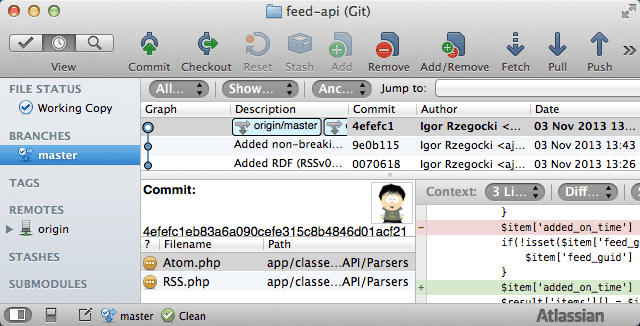 feed-api (Git)
View Commit Checkout Reset Stash Add Remove Add/Remove Fetch Pull Push
All... Show... Anc... Jump to:
FILE STATUS
Working Copy
BRANCHES
master
TAGS
REMOTES
origin
STASHES
SUBMODULES
Graph Description Commit Author Date
origin/master 4efefc1 Igor Rzegocki <... 03 Nov 2013 13...
Added non-breaki... 9e0b115 Igor Rzegocki <aj... 03 Nov 2013 13:43
Added RDF (RSSv0... 0070618 Igor Rzegocki <aj... 03 Nov 2013 13:26
Commit:
4efefc1eb83a6a090cefe315c8b4846d01acf21
? Filename Path
Atom.php app/classe...API/Parsers
RSS.php app/classe...API/Parsers
Context: 3 Li... Diff...
}
- $item['added_on_time']
if(!isset($item['feed_g
$item['feed_guid']
}
+ $item['added_on_time']
$result['items'][] = $i
master Clean
Atlassian